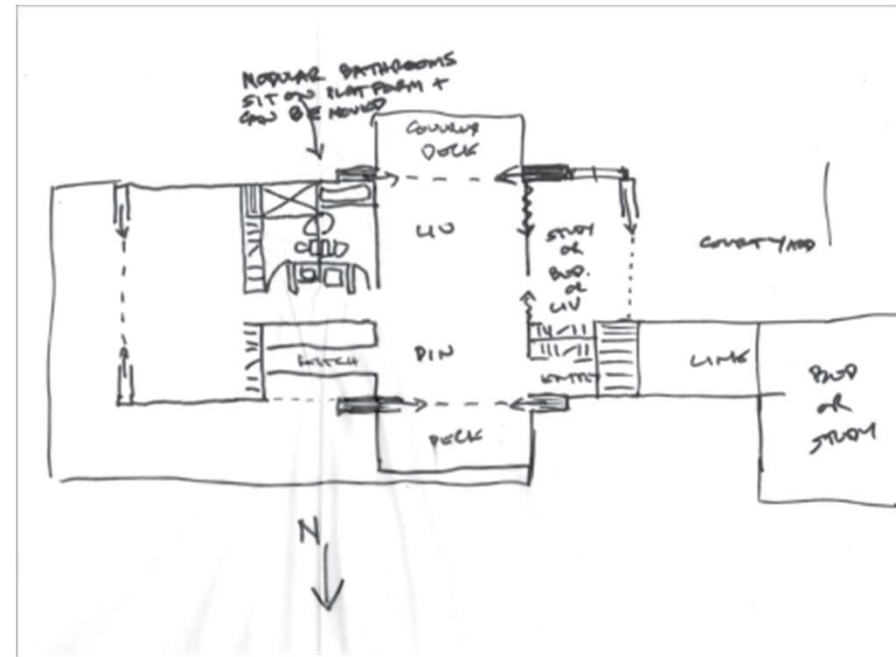 MODULAR BATHROOMS
SIT ON PLATFORM +
CAN BE MOVED
DECK
LIV
STUDY
OR
BED.
OR
LIV
COURTYARD
DIN
KITCH
ENTRY
LINK
BED
OR
STUDY
DECK
N